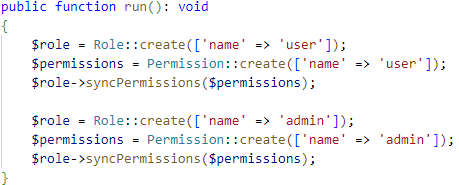 public function run(): void
{
    $role = Role::create(['name' => 'user']);
    $permissions = Permission::create(['name' => 'user']);
    $role->syncPermissions($permissions);

    $role = Role::create(['name' => 'admin']);
    $permissions = Permission::create(['name' => 'admin']);
    $role->syncPermissions($permissions);
}